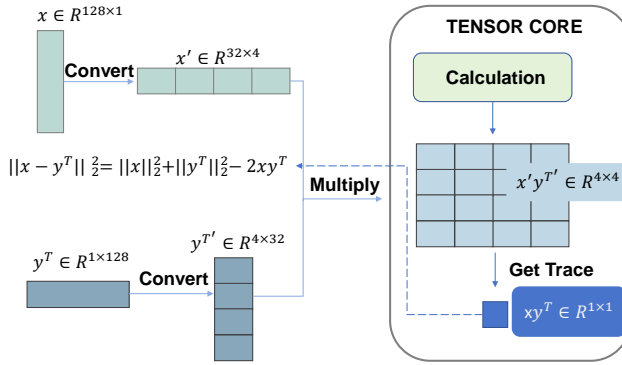 x ∈ R^{128×1}
Convert
x′ ∈ R^{32×4}
||x − y^T||_2^2 = ||x||_2^2+||y^T||_2^2− 2xy^T
Multiply
y^T ∈ R^{1×128}
Convert
y^{T′} ∈ R^{4×32}
TENSOR CORE
Calculation
x′y^{T′} ∈ R^{4×4}
Get Trace
xy^T ∈ R^{1×1}